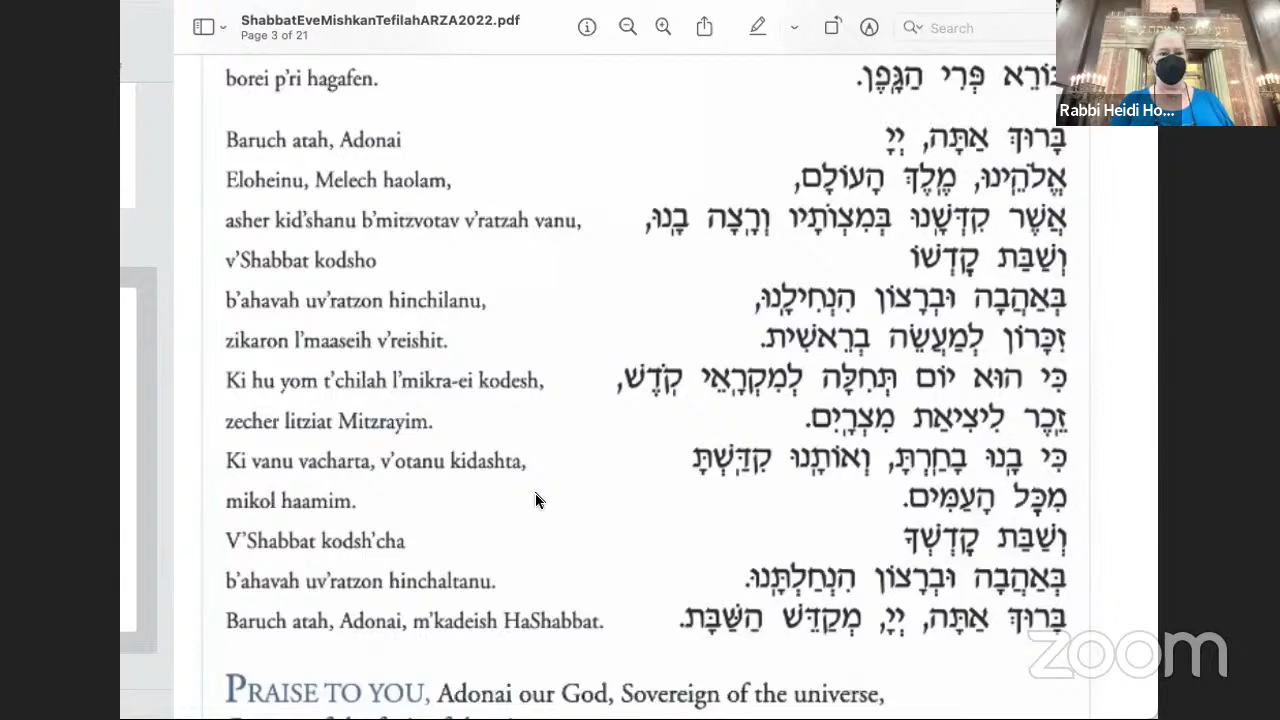 ShabbatEveMishkanTefilahARZA2022.pdf
Page 3 of 21
Search
Rabbi Heidi Ho...
borei p'ri hagafen.
בּוֹרֵא פְּרִי הַגָּֽפֶן.
Baruch atah, Adonai
בָּרוּךְ אַתָּה, יְיָ
Eloheinu, Melech haolam,
אֱלֹהֵֽינוּ, מֶֽלֶךְ הָעוֹלָם,
asher kid'shanu b'mitzvotav v'ratzah vanu,
אֲשֶׁר קִדְּשָֽׁנוּ בְּמִצְוֹתָיו וְרָֽצָה בָֽנוּ,
v'Shabbat kodsho
וְשַׁבַּת קָדְשׁוֹ
b'ahavah uv'ratzon hinchilanu,
בְּאַהֲבָה וּבְרָצוֹן הִנְחִילָֽנוּ,
zikaron l'maaseih v'reishit.
זִכָּרוֹן לְמַעֲשֵׂה בְרֵאשִׁית.
Ki hu yom t'chilah l'mikra-ei kodesh,
כִּי הוּא יוֹם תְּחִלָּה לְמִקְרָֽאֵי קֹֽדֶשׁ,
zecher litziat Mitzrayim.
זֵֽכֶר לִיצִיאַת מִצְרָֽיִם.
Ki vanu vacharta, v'otanu kidashta,
כִּי בָֽנוּ בָחַֽרְתָּ, וְאוֹתָֽנוּ קִדַּֽשְׁתָּ
mikol haamim.
מִכָּל הָעַמִּים.
V'Shabbat kodsh'cha
וְשַׁבַּת קָדְשְׁךָ
b'ahavah uv'ratzon hinchaltanu.
בְּאַהֲבָה וּבְרָצוֹן הִנְחַלְתָּֽנוּ.
Baruch atah, Adonai, m'kadeish HaShabbat.
בָּרוּךְ אַתָּה, יְיָ, מְקַדֵּשׁ הַשַּׁבָּת.
PRAISE TO YOU, Adonai our God, Sovereign of the universe,
zoom